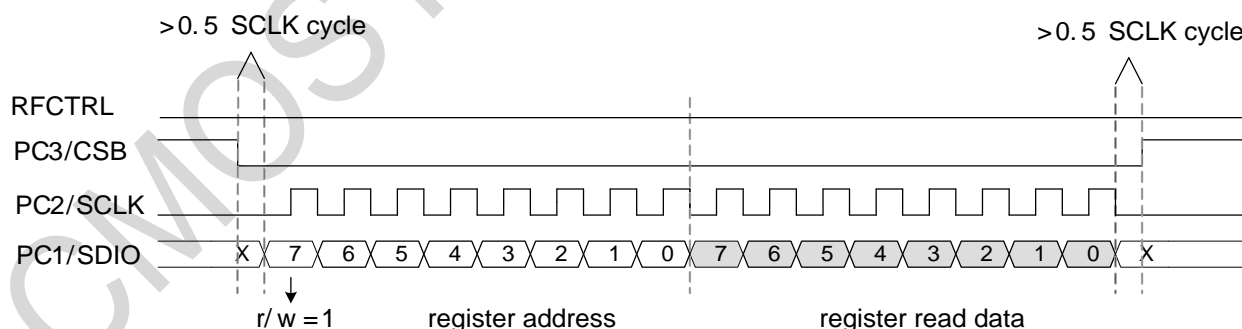 >0.5 SCLK cycle >0.5 SCLK cycle
RFCTRL
PC3/CSB
PC2/SCLK
PC1/SDIO X 7 6 5 4 3 2 1 0 7 6 5 4 3 2 1 0 X
r/w=1 register address register read data
CMOST